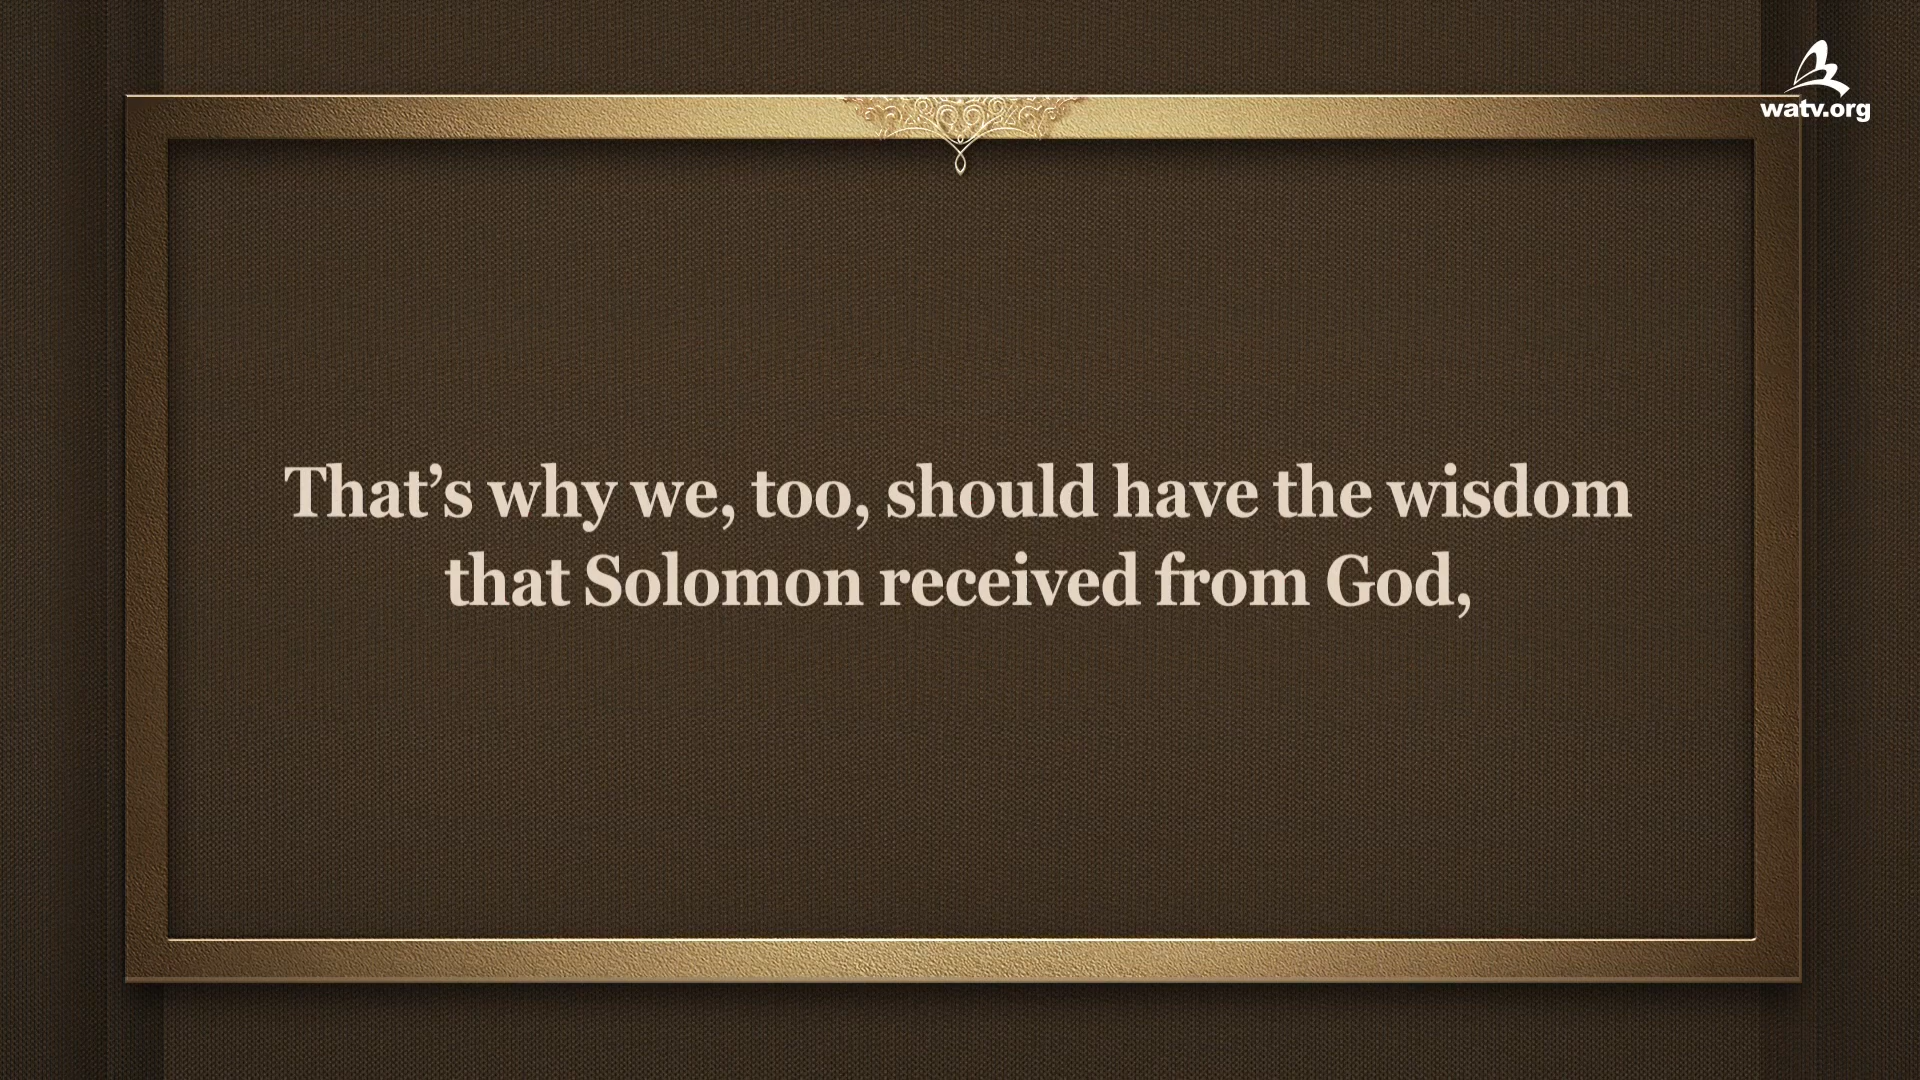 watv.org
That’s why we, too, should have the wisdom
that Solomon received from God,